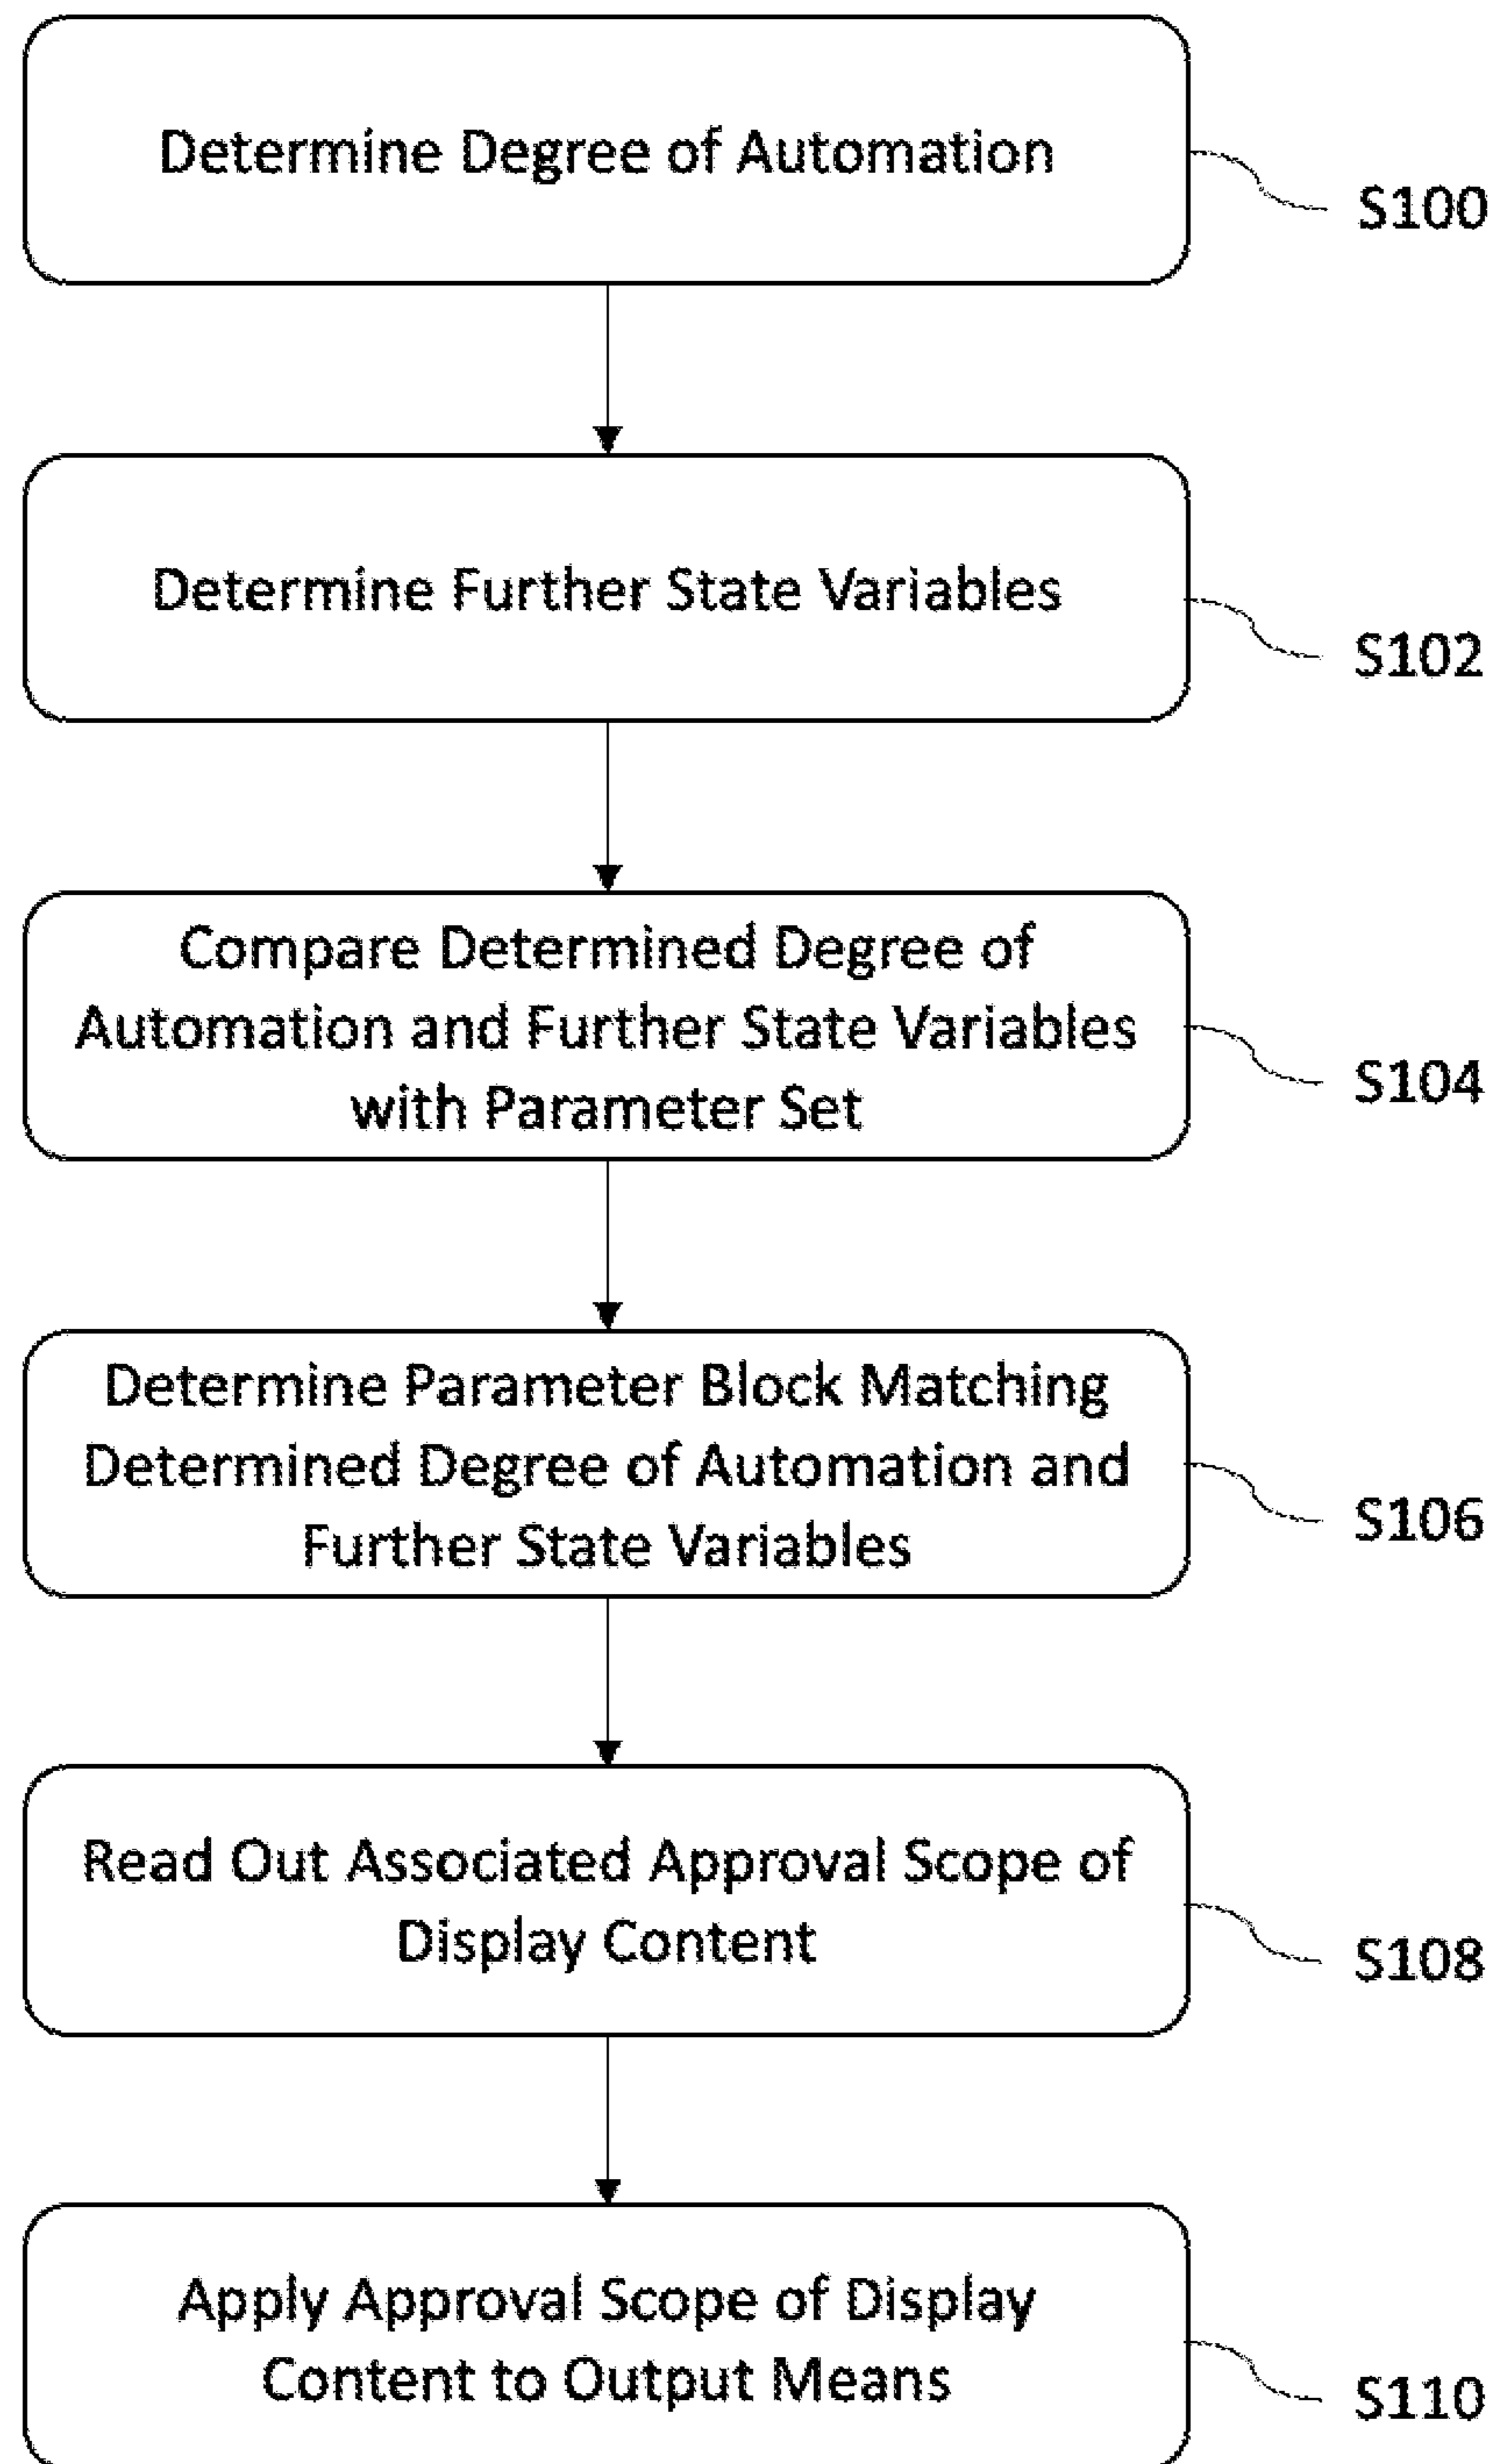 Determine Degree of Automation
S100
Determine Further State Variables
S102
Compare Determined Degree of
Automation and Further State Variables
with Parameter Set
S104
Determine Parameter Block Matching
Determined Degree of Automation and
Further State Variables
S106
Read Out Associated Approval Scope of
Display Content
S108
Apply Approval Scope of Display
Content to Output Means
S110